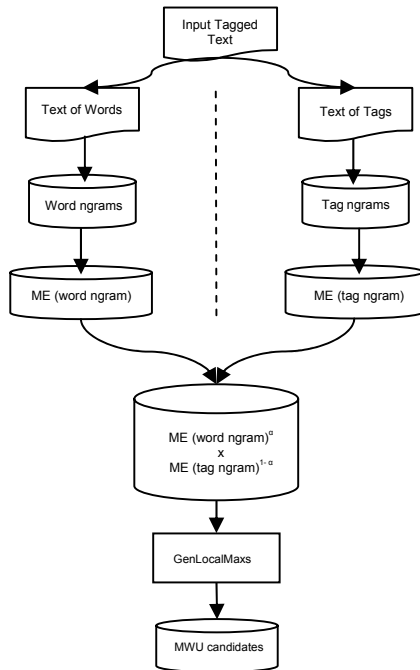 Input Tagged
Text
Text of Words
Text of Tags
Word ngrams
Tag ngrams
ME (word ngram)
ME (tag ngram)
ME (word ngram)^α
x
ME (tag ngram)^1- α
GenLocalMaxs
MWU candidates